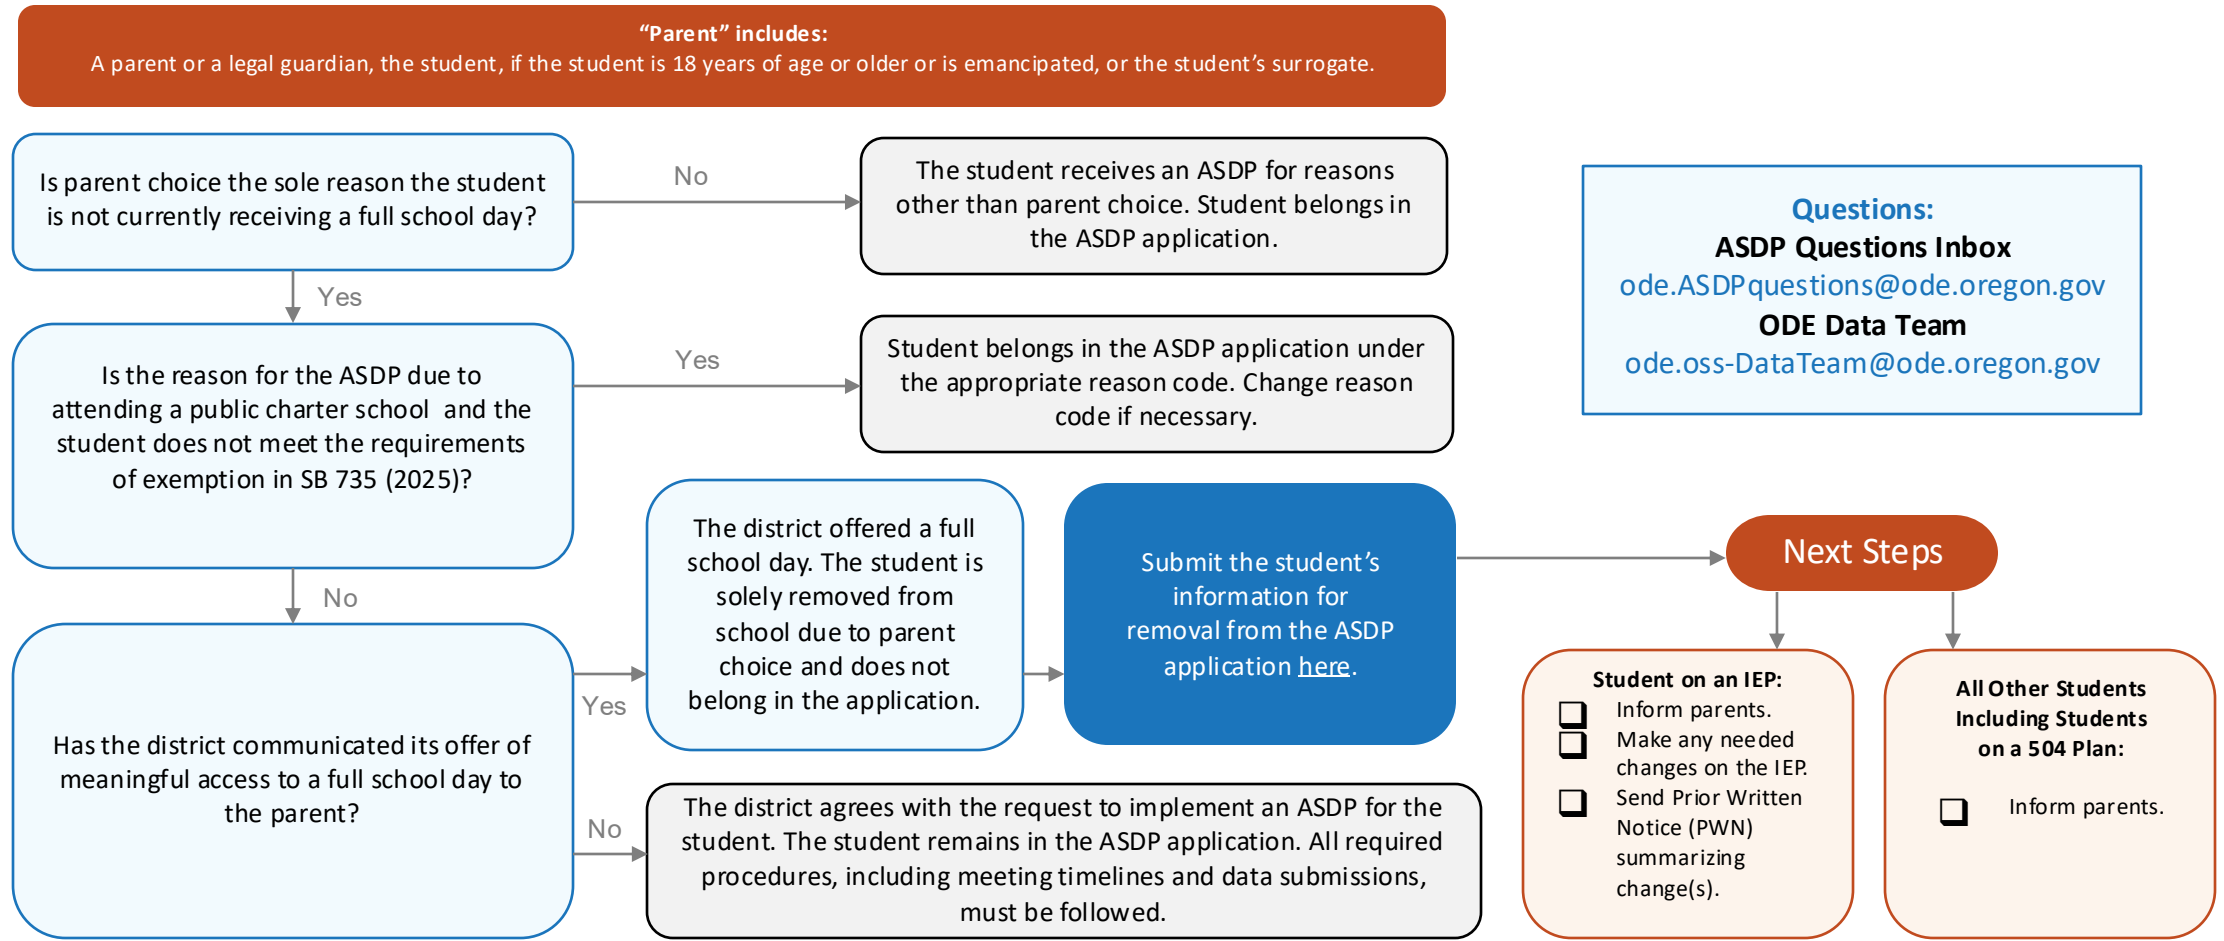 “Parent” includes:
A parent or a legal guardian, the student, if the student is 18 years of age or older or is emancipated, or the student’s surrogate.
Is parent choice the sole reason the student
is not currently receiving a full school day?
No
The student receives an ASDP for reasons
other than parent choice. Student belongs in
the ASDP application.
Yes
Is the reason for the ASDP due to
attending a public charter school and the
student does not meet the requirements
of exemption in SB 735 (2025)?
Yes
Student belongs in the ASDP application under
the appropriate reason code. Change reason
code if necessary.
No
Has the district communicated its offer of
meaningful access to a full school day to
the parent?
Yes
The district offered a full
school day. The student is
solely removed from
school due to parent
choice and does not
belong in the application.
Submit the student’s
information for
removal from the ASDP
application here.
No
The district agrees with the request to implement an ASDP for the
student. The student remains in the ASDP application. All required
procedures, including meeting timelines and data submissions,
must be followed.
Questions:
ASDP Questions Inbox
ode.ASDPquestions@ode.oregon.gov
ODE Data Team
ode.oss-DataTeam@ode.oregon.gov
Next Steps
Student on an IEP:
Inform parents.
Make any needed
changes on the IEP.
Send Prior Written
Notice (PWN)
summarizing
change(s).
All Other Students
Including Students
on a 504 Plan:
Inform parents.